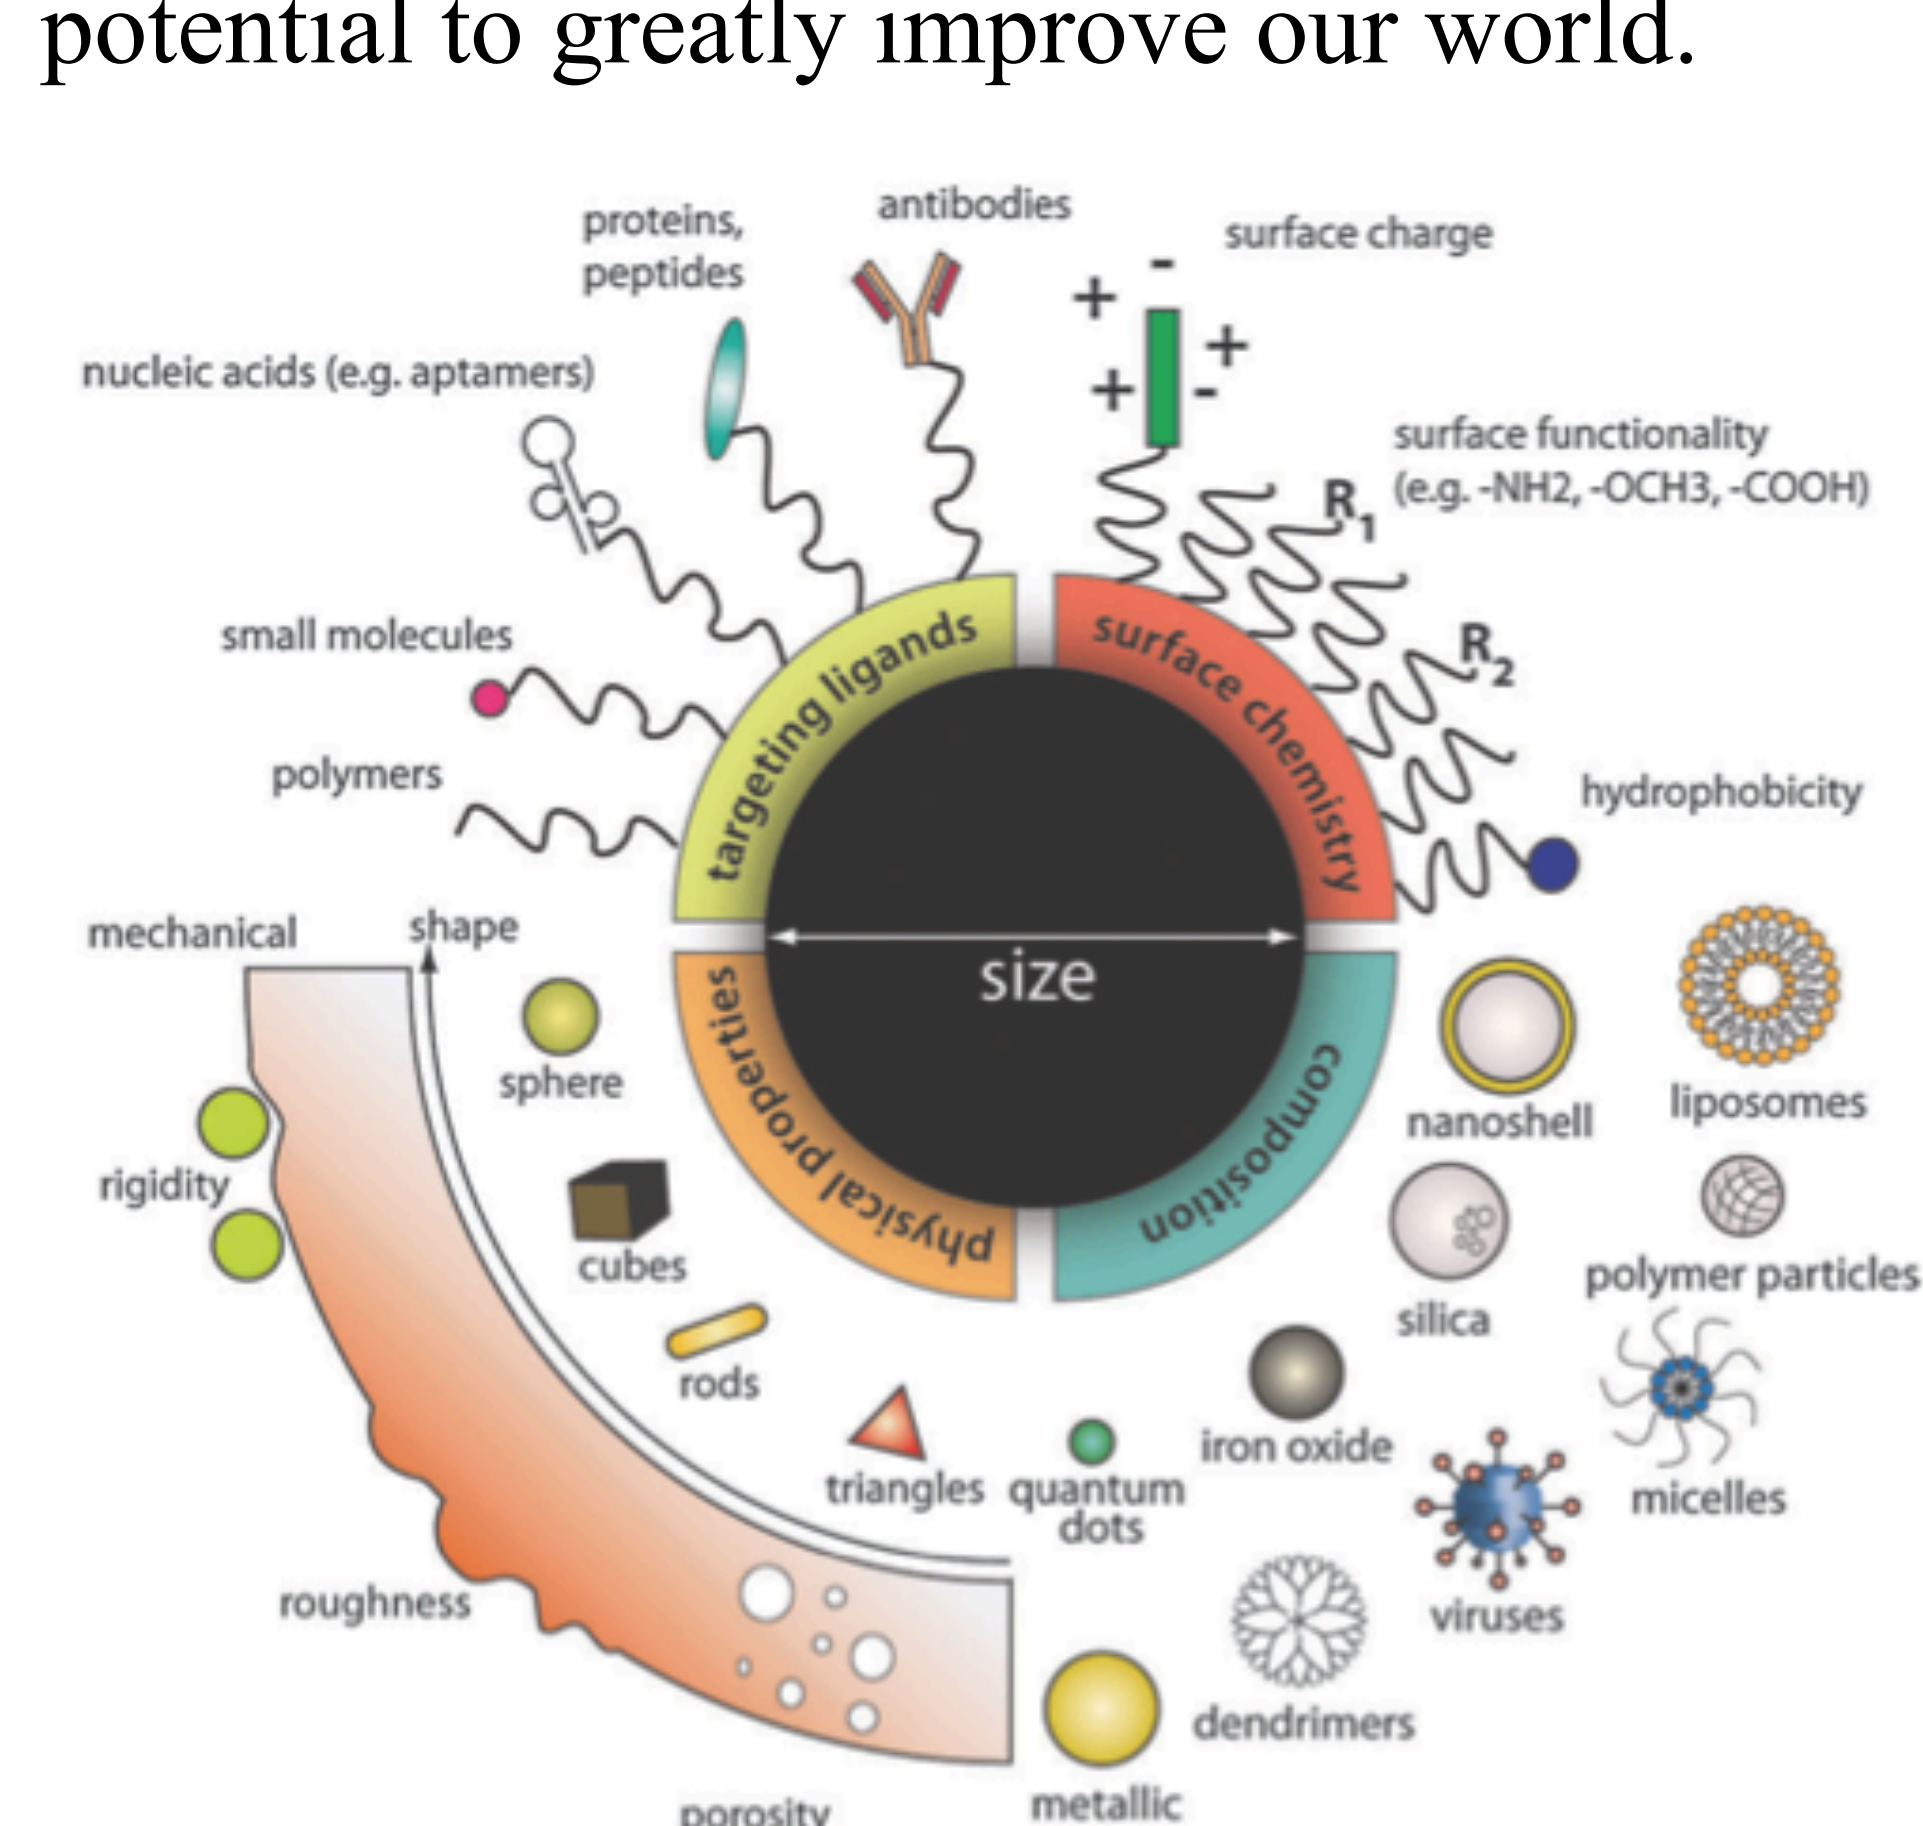 potential to greatly improve our world.
antibodies
proteins,
peptides
surface charge
-
+
+
+
-
nucleic acids (e.g. aptamers)
surface functionality
(e.g. -NH2, -OCH3, -COOH)
R1
R2
small molecules
polymers
hydrophobicity
targeting ligands
surface chemistry
size
physical properties
composition
mechanical
shape
sphere
rigidity
cubes
rods
triangles
roughness
porosity
nanoshell
liposomes
silica
polymer particles
iron oxide
quantum
dots
micelles
viruses
dendrimers
metallic